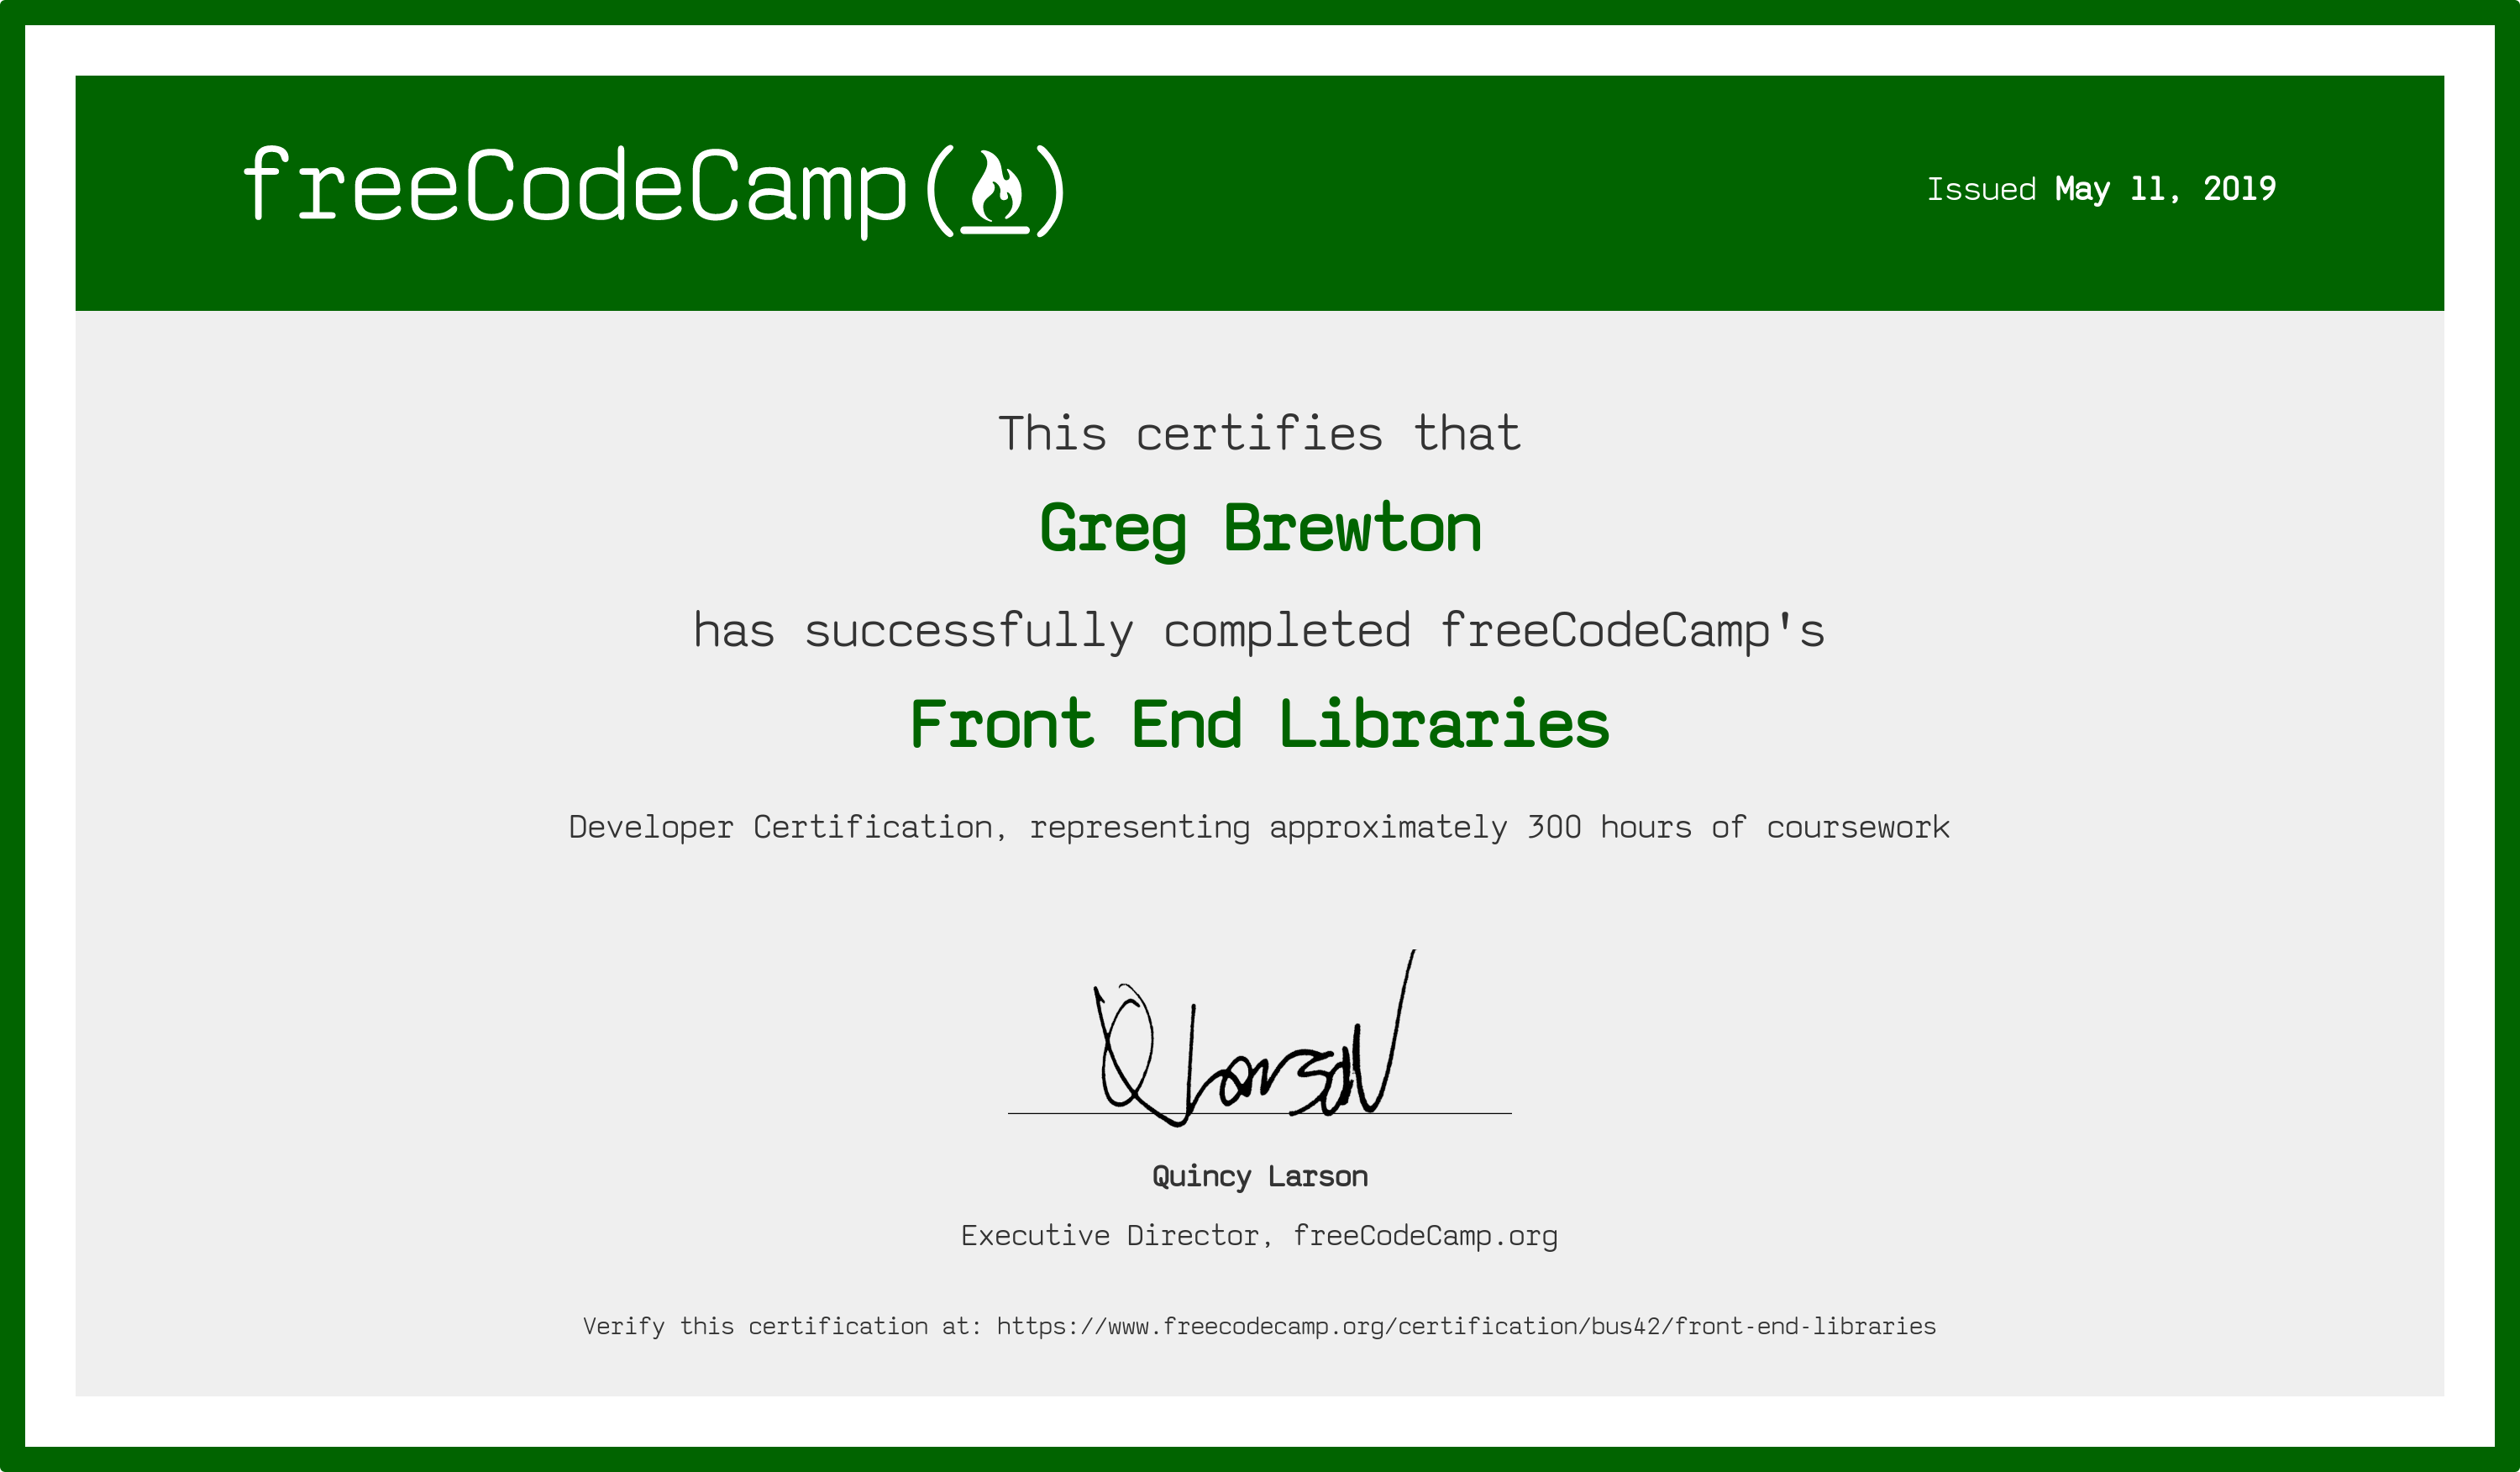 freeCodeCamp()
Issued May 11, 2019
This certifies that
Greg Brewton
has successfully completed freeCodeCamp's
Front End Libraries
Developer Certification, representing approximately 300 hours of coursework
Q Larson
Quincy Larson
Executive Director, freeCodeCamp.org
Verify this certification at: https://www.freecodecamp.org/certification/bus42/front-end-libraries